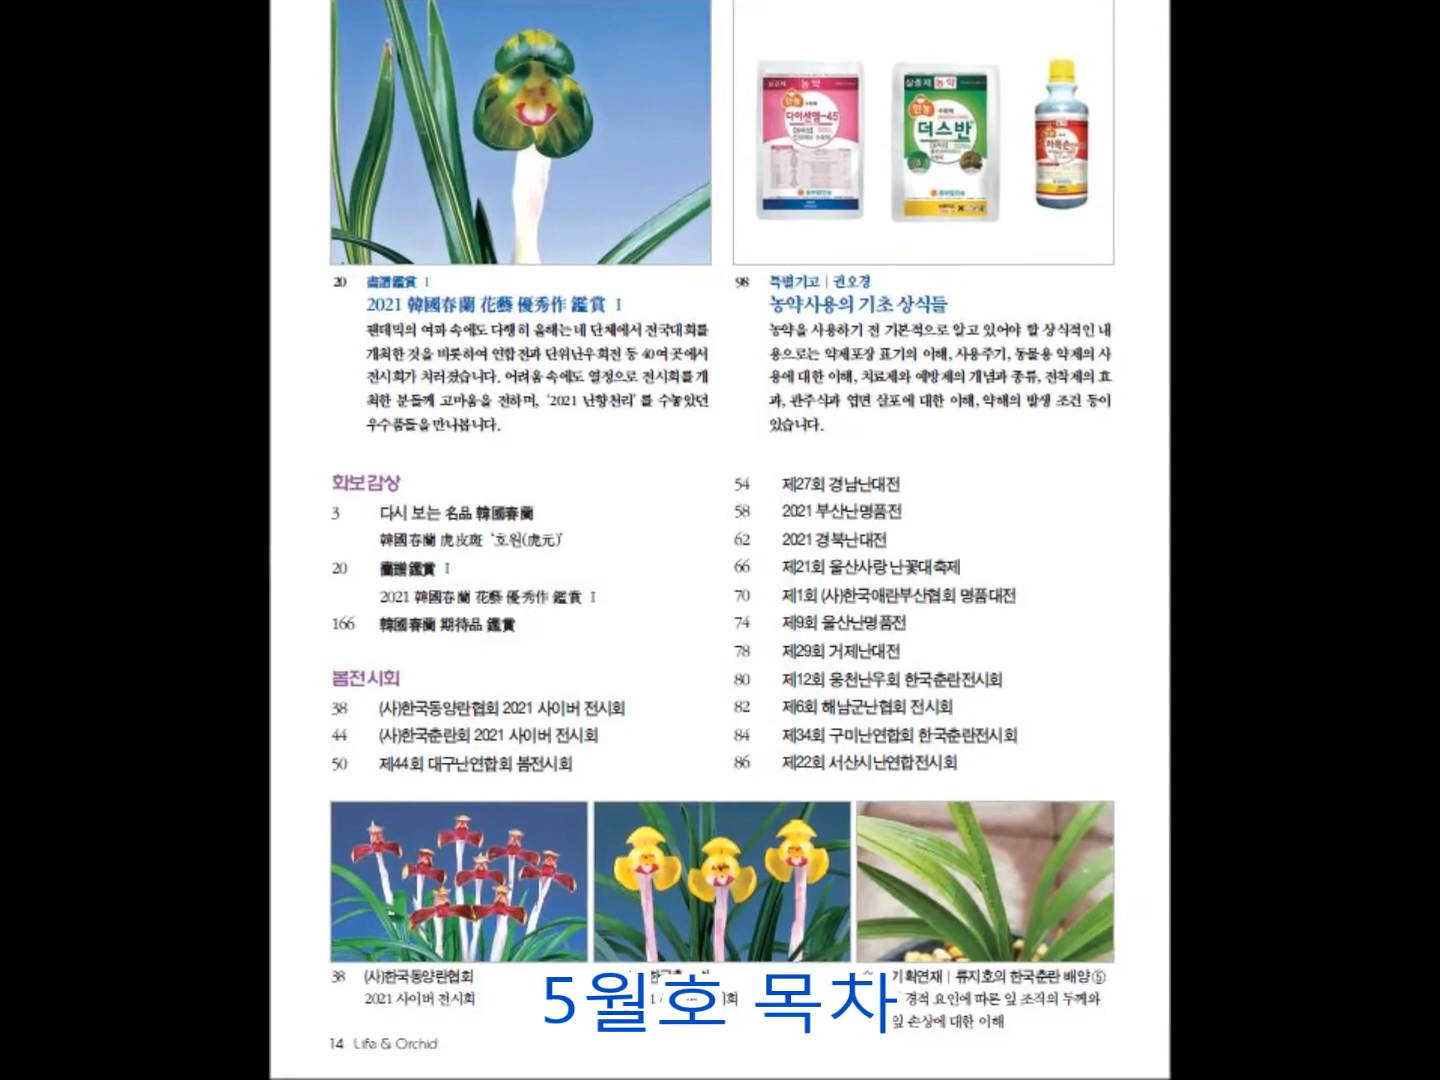 살균제 농약
다이센엠-45
살충제 농약
더스반
20 畵譜鑑賞 Ⅰ
2021 韓國春蘭 花藝 優秀作 鑑賞 Ⅰ
팬데믹의 여파 속에도 다행히 올해는 네 단체에서 전국대회를
개최한 것을 비롯하여 연합전과 단위난우회전 등 40여 곳에서
전시회가 치러졌습니다. 어려움 속에도 열정으로 전시회를 개
최한 분들께 고마움을 전하며, '2021 난향천리' 를 수놓았던
우수품들을 만나봅니다.
98 특별기고 | 권오경
농약사용의 기초 상식들
농약을 사용하기 전 기본적으로 알고 있어야 할 상식적인 내
용으로는 약제포장 표기의 이해, 사용주기, 동물용 약제의 사
용에 대한 이해, 치료제와 예방제의 개념과 종류, 전착제의 효
과, 관주식과 엽면 살포에 대한 이해, 약해의 발생 조건 등이
있습니다.
화보감상
3 다시 보는 名品 韓國春蘭
韓國春蘭 虎皮斑 '호원(虎元)'
20 畵譜鑑賞 Ⅰ
2021 韓國春蘭 花藝 優秀作 鑑賞 Ⅰ
166 韓國春蘭 期待品 鑑賞
봄전시회
38 (사)한국동양란협회 2021 사이버 전시회
44 (사)한국춘란회 2021 사이버 전시회
50 제44회 대구난연합회 봄전시회
54 제27회 경남난대전
58 2021 부산난명품전
62 2021 경북난대전
66 제21회 울산사랑 난꽃대축제
70 제1회 (사)한국애란부산협회 명품대전
74 제9회 울산난명품전
78 제29회 거제난대전
80 제12회 웅천난우회 한국춘란전시회
82 제6회 해남군난협회 전시회
84 제34회 구미난연합회 한국춘란전시회
86 제22회 서산시난연합전시회
38 (사)한국동양란협회
2021 사이버 전시회
기획연재 | 류지호의 한국춘란 배양⑤
경적 요인에 따른 잎 조직의 두께와
잎 손상에 대한 이해
5월호 목차
14 Life & Orchid